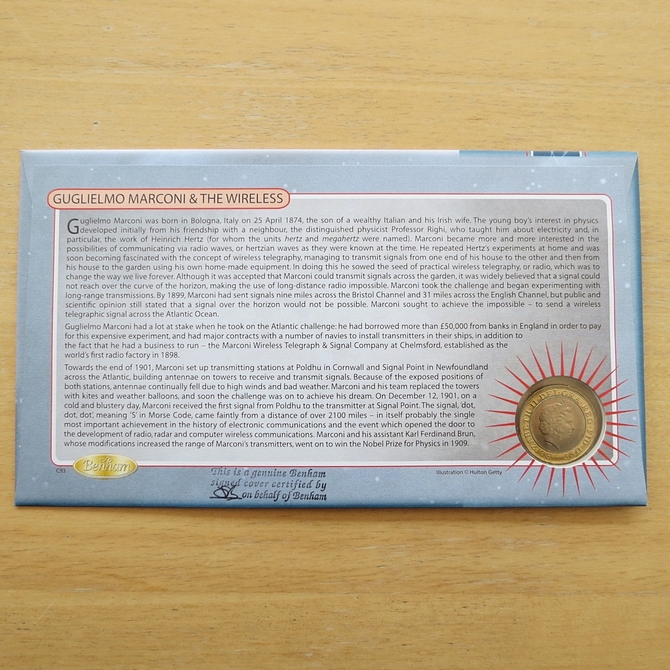 GUGLIELMO MARCONI & THE WIRELESS
Guglielmo Marconi was born in Bologna, Italy on 25 April 1874, the son of a wealthy Italian and his Irish wife. The young boy's interest in physics
developed initially from his friendship with a neighbour, the distinguished physicist Professor Righi, who taught him about electricity and, in
particular, the work of Heinrich Hertz (for whom the units hertz and megahertz were named). Marconi became more and more interested in the
possibilities of communicating via radio waves, or hertzian waves as they were known at the time. He repeated Hertz's experiments at home and was
soon becoming fascinated with the concept of wireless telegraphy, managing to transmit signals from one end of his house to the other and then from
his house to the garden using his own home-made equipment. In doing this he sowed the seed of practical wireless telegraphy, or radio, which was to
change the way we live forever. Although it was accepted that Marconi could transmit signals across the garden, it was widely believed that a signal could
not reach over the curve of the horizon, making the use of long-distance radio impossible. Marconi took the challenge and began experimenting with
long-range transmissions. By 1899, Marconi had sent signals nine miles across the Bristol Channel and 31 miles across the English Channel, but public and
scientific opinion still stated that a signal over the horizon would not be possible. Marconi sought to achieve the impossible – to send a wireless
telegraphic signal across the Atlantic Ocean.
Guglielmo Marconi had a lot at stake when he took on the Atlantic challenge: he had borrowed more than £50,000 from banks in England in order to pay
for this expensive experiment, and had major contracts with a number of navies to install transmitters in their ships, in addition to
the fact that he had a business to run – the Marconi Wireless Telegraph & Signal Company at Chelmsford, established as the
world's first radio factory in 1898.
Towards the end of 1901, Marconi set up transmitting stations at Poldhu in Cornwall and Signal Point in Newfoundland
across the Atlantic, building antennae on towers to receive and transmit signals. Because of the exposed positions of
both stations, antennae continually fell due to high winds and bad weather. Marconi and his team replaced the towers
with kites and weather balloons, and soon the challenge was on to achieve his dream. On December 12, 1901, on a
cold and blustery day, Marconi received the first signal from Poldhu to the transmitter at Signal Point. The signal, 'dot,
dot, dot', meaning 'S' in Morse Code, came faintly from a distance of over 2100 miles – in itself probably the single
most important achievement in the history of electronic communications and the event which opened the door to
the development of radio, radar and computer wireless communications. Marconi and his assistant Karl Ferdinand Brun,
whose modifications increased the range of Marconi's transmitters, went on to win the Nobel Prize for Physics in 1909.
C93
Benham
This is a genuine Benham
signed cover certified by
on behalf of Benham
Illustration © Hulton Getty